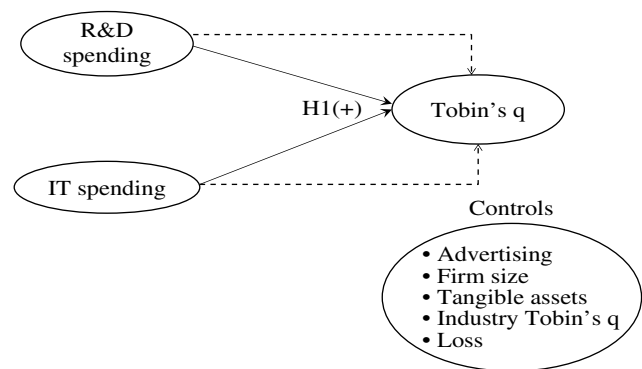 R&D
spending
H1(+)
Tobin's q
IT spending
Controls
• Advertising
• Firm size
• Tangible assets
• Industry Tobin's q
• Loss